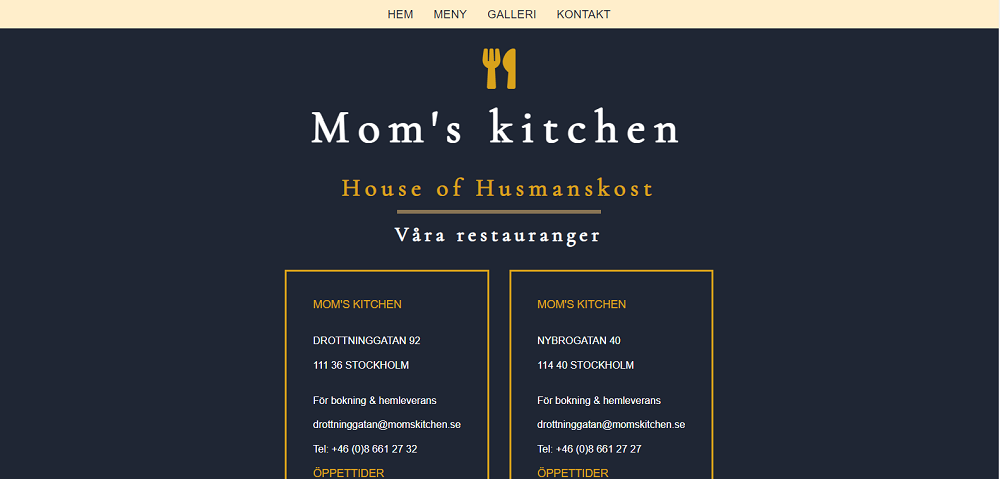 HEM MENY GALLERI KONTAKT
Mom's kitchen
House of Husmanskost
Våra restauranger
MOM'S KITCHEN
DROTTNINGGATAN 92
111 36 STOCKHOLM
För bokning & hemleverans
drottninggatan@momskitchen.se
Tel: +46 (0)8 661 27 32
ÖPPETTIDER
MOM'S KITCHEN
NYBROGATAN 40
114 40 STOCKHOLM
För bokning & hemleverans
drottninggatan@momskitchen.se
Tel: +46 (0)8 661 27 27
ÖPPETTIDER